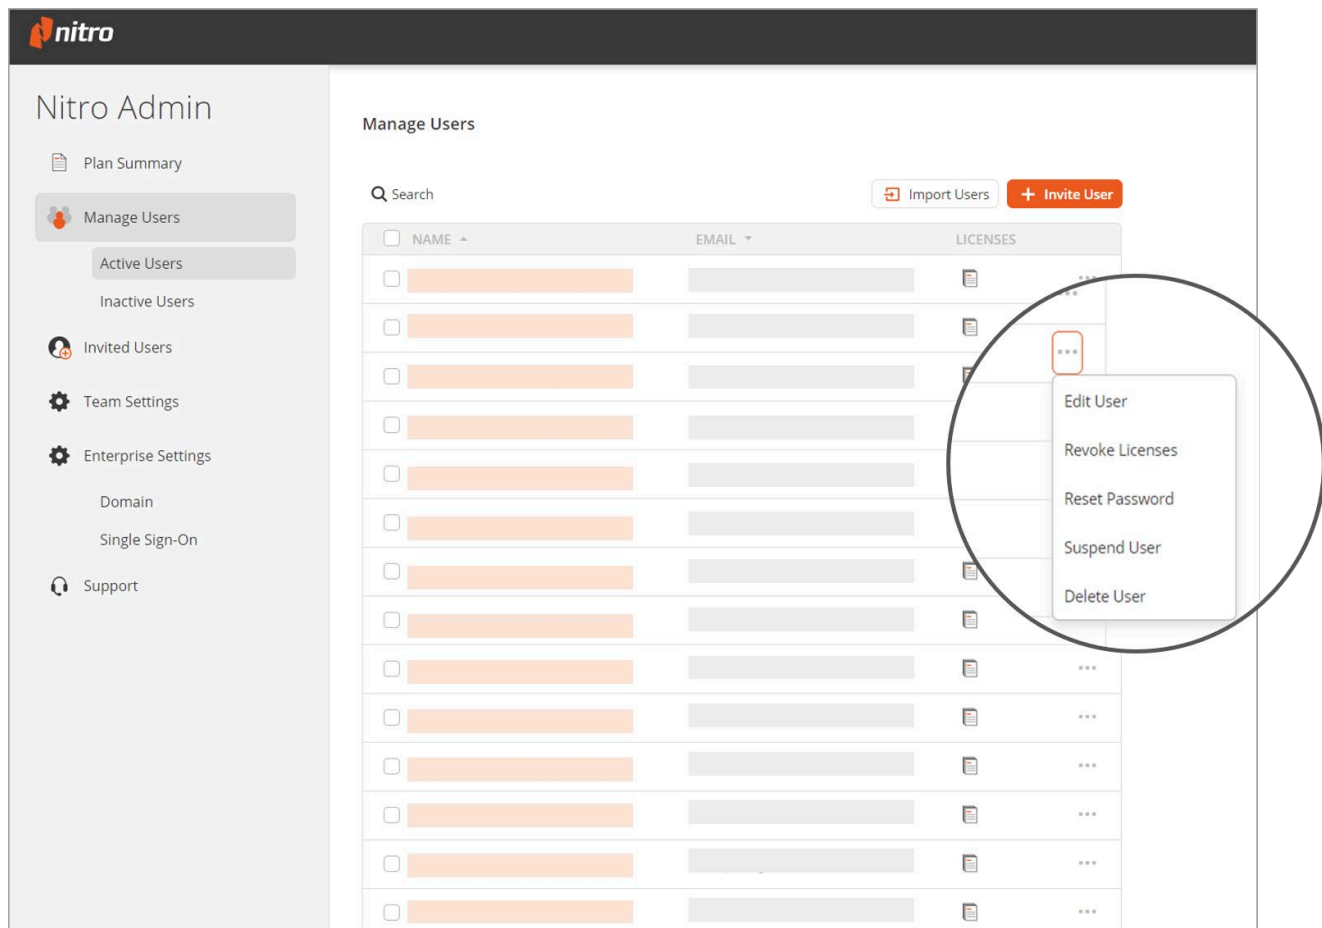 nitro
Nitro Admin
Plan Summary
Manage Users
Active Users
Inactive Users
Invited Users
Team Settings
Enterprise Settings
Domain
Single Sign-On
Support
Manage Users
Search
Import Users
+ Invite User
NAME
EMAIL
LICENSES
Edit User
Revoke Licenses
Reset Password
Suspend User
Delete User